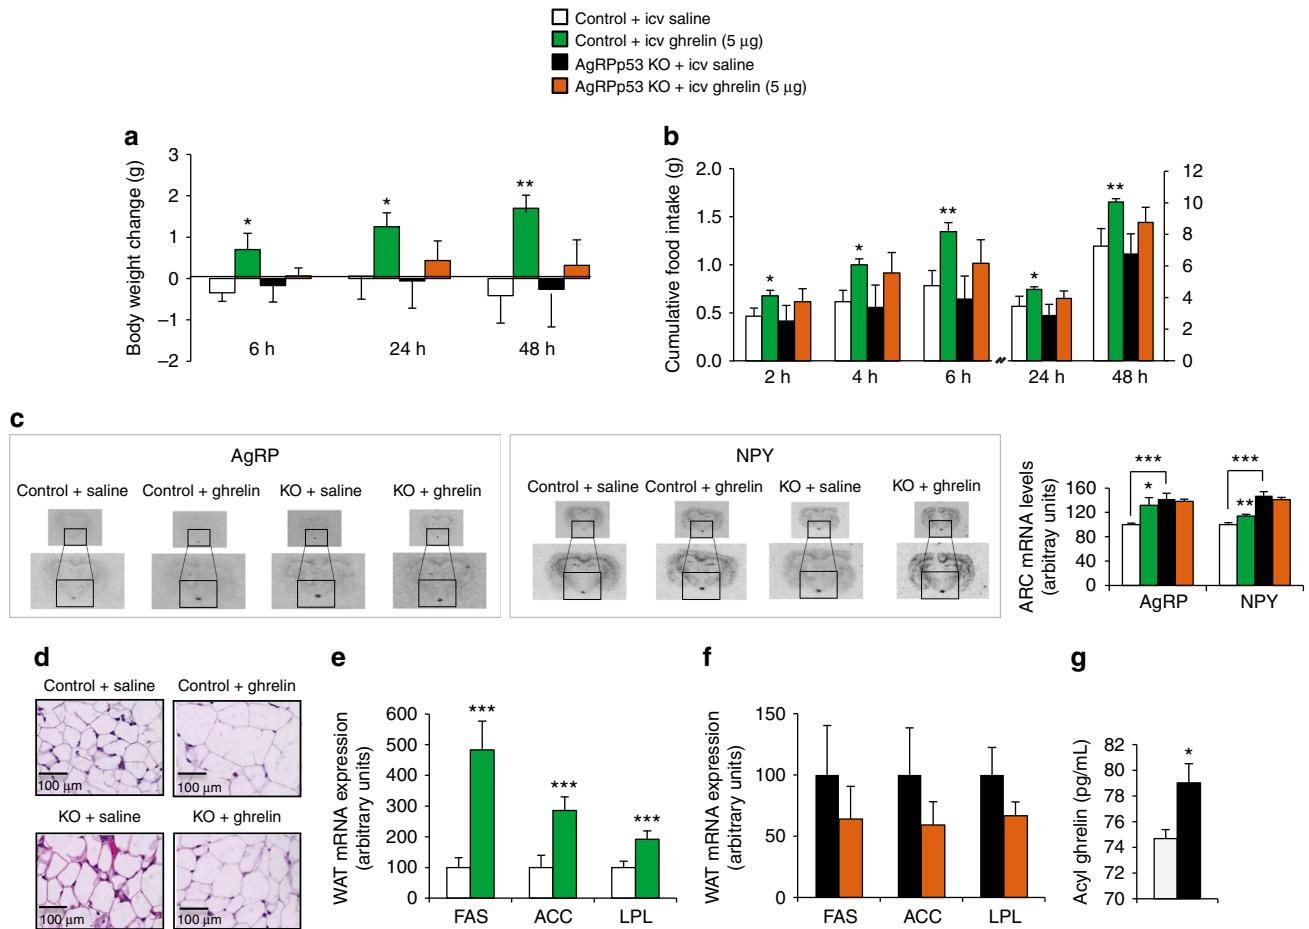 Control + icv saline
Control + icv ghrelin (5 μg)
AgRPp53 KO + icv saline
AgRPp53 KO + icv ghrelin (5 μg)
a
Body weight change (g)
3
2
1
0
–1
–2
*
*
**
6 h
24 h
48 h
b
Cumulative food intake (g)
2.0
1.5
1.0
0.5
0.0
12
10
8
6
4
2
0
*
*
**
*
**
2 h
4 h
6 h
24 h
48 h
c
AgRP
Control + saline
Control + ghrelin
KO + saline
KO + ghrelin
NPY
Control + saline
Control + ghrelin
KO + saline
KO + ghrelin
ARC mRNA levels
(arbitray units)
160
120
80
40
0
***
*
***
**
AgRP
NPY
d
Control + saline
Control + ghrelin
100 μm
100 μm
KO + saline
KO + ghrelin
100 μm
100 μm
e
WAT mRNA expression
(arbitrary units)
600
500
400
300
200
100
0
***
***
***
FAS
ACC
LPL
f
WAT mRNA expression
(arbitrary units)
150
100
50
0
FAS
ACC
LPL
g
Acyl ghrelin (pg/mL)
82
80
78
76
74
72
70
*